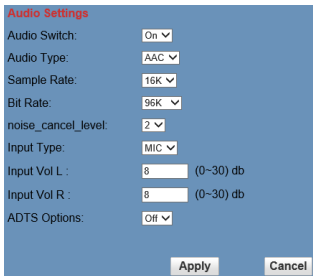 Audio Settings
Audio Switch: On
Audio Type: AAC
Sample Rate: 16K
Bit Rate: 96K
noise_cancel_level: 2
Input Type: MIC
Input Vol L : 8 (0~30) db
Input Vol R : 8 (0~30) db
ADTS Options: Off
Apply Cancel